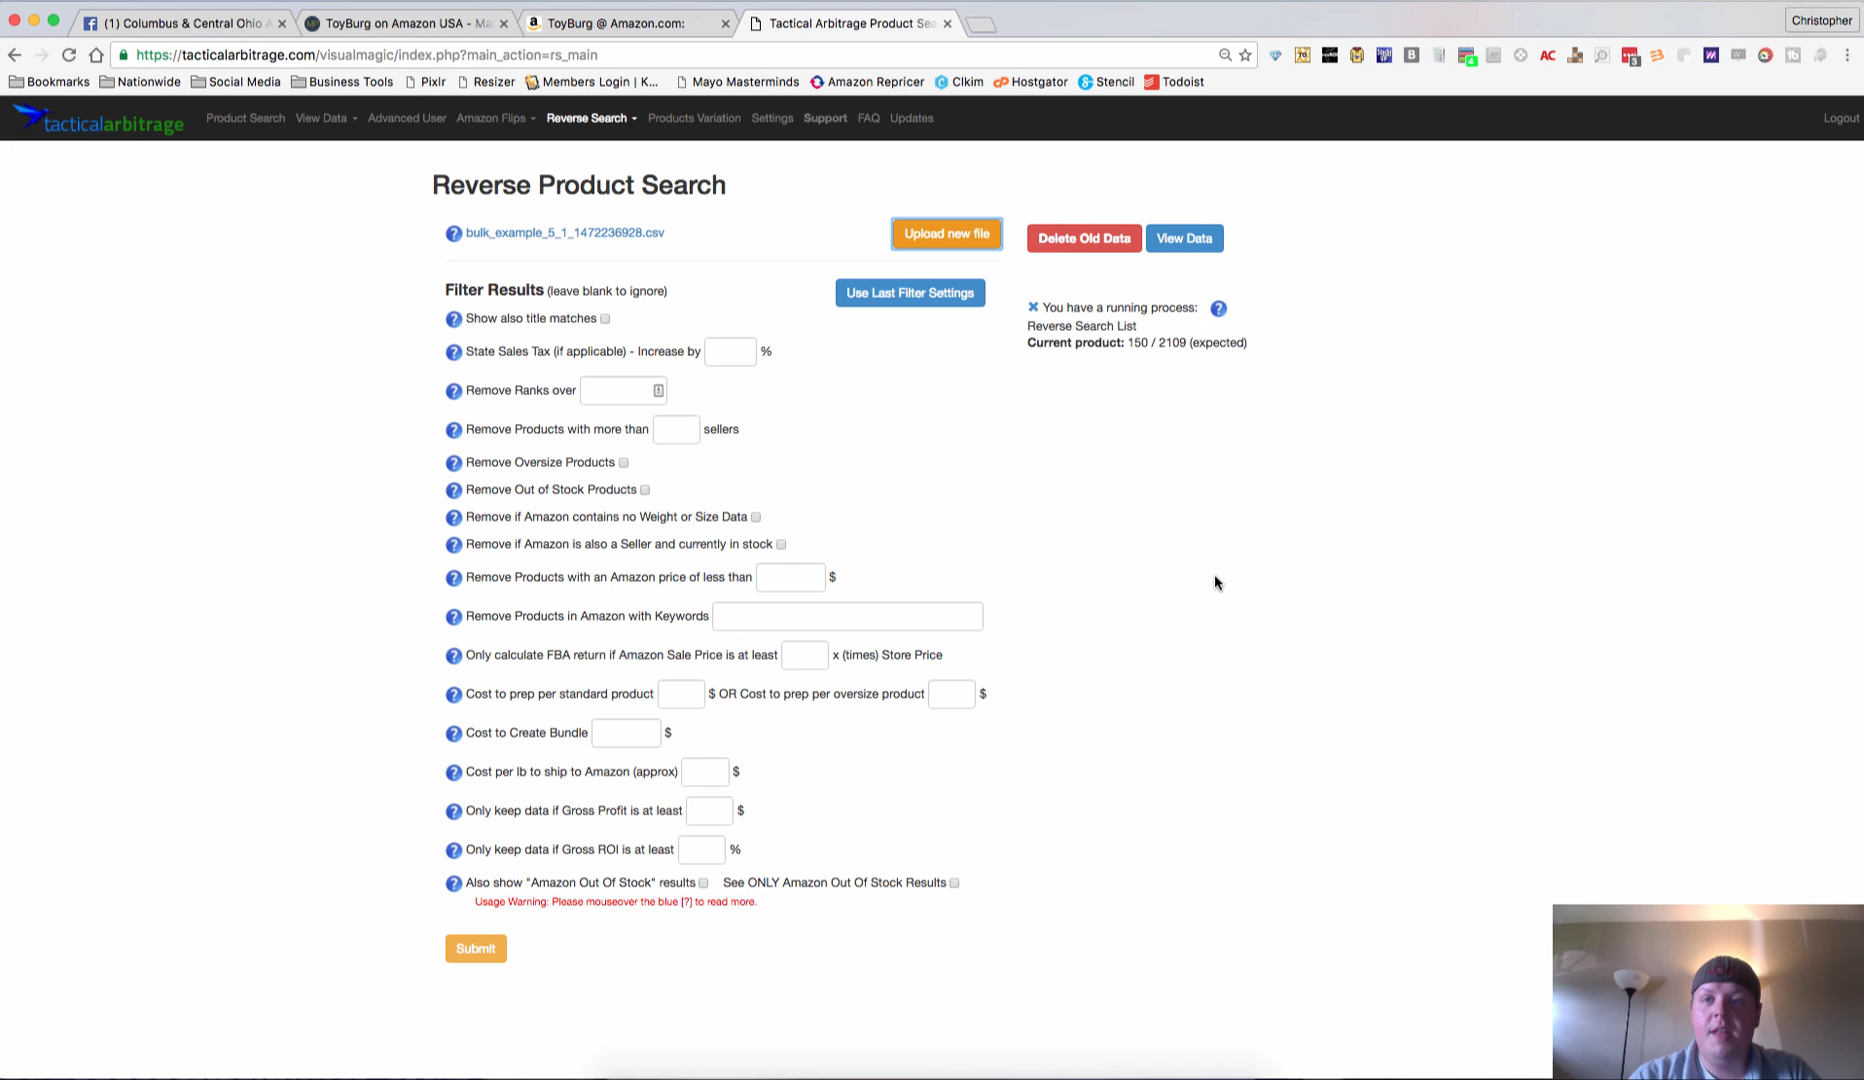 (1) Columbus & Central Ohio
ToyBurg on Amazon USA - Ma
ToyBurg @ Amazon.com:
Tactical Arbitrage Product Sea
Christopher
https://tacticalarbitrage.com/visualmagic/index.php?main_action=rs_main
Bookmarks Nationwide Social Media Business Tools Pixlr Resizer Members Login | K... Mayo Masterminds Amazon Repricer Clkim Hostgator Stencil Todoist
tacticalarbitrage Product Search View Data Advanced User Amazon Flips Reverse Search Products Variation Settings Support FAQ Updates Logout
Reverse Product Search
bulk_example_5_1_1472236928.csv Upload new file Delete Old Data View Data
Filter Results (leave blank to ignore) Use Last Filter Settings
Show also title matches
State Sales Tax (if applicable) - Increase by %
Remove Ranks over
Remove Products with more than sellers
Remove Oversize Products
Remove Out of Stock Products
Remove if Amazon contains no Weight or Size Data
Remove if Amazon is also a Seller and currently in stock
Remove Products with an Amazon price of less than $
Remove Products in Amazon with Keywords
Only calculate FBA return if Amazon Sale Price is at least x (times) Store Price
Cost to prep per standard product $ OR Cost to prep per oversize product $
Cost to Create Bundle $
Cost per lb to ship to Amazon (approx) $
Only keep data if Gross Profit is at least $
Only keep data if Gross ROI is at least %
Also show "Amazon Out Of Stock" results See ONLY Amazon Out Of Stock Results
Usage Warning: Please mouseover the blue [?] to read more.
Submit
You have a running process:
Reverse Search List
Current product: 150 / 2109 (expected)